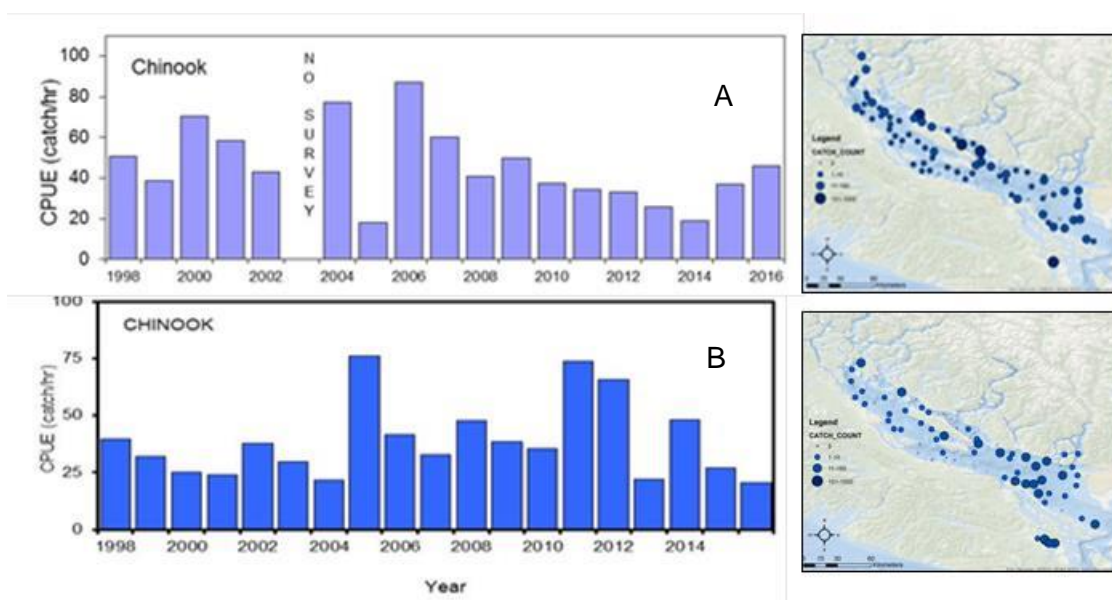 100
80
60
40
20
0
CPUE (catch/hr)
Chinook
NO SURVEY
A
1998 2000 2002 2004 2006 2008 2010 2012 2014 2016
Legend
CATCH_COUNT
100
75
50
25
0
CPUE (catch/hr)
CHINOOK
B
1998 2000 2002 2004 2006 2008 2010 2012 2014
Year
Legend
CATCH_COUNT